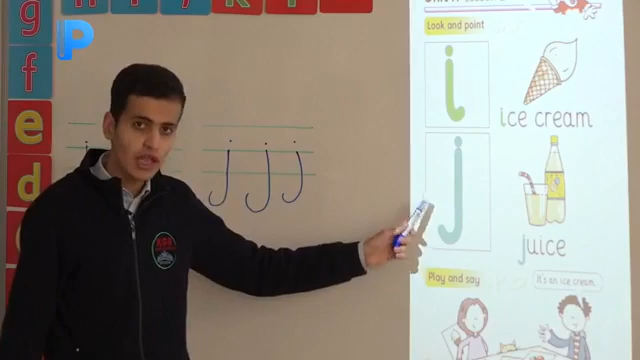 g
f
e
d
P
i
j j j
Look and point
i
ice cream
j
juice
Play and say
It's an ice cream.